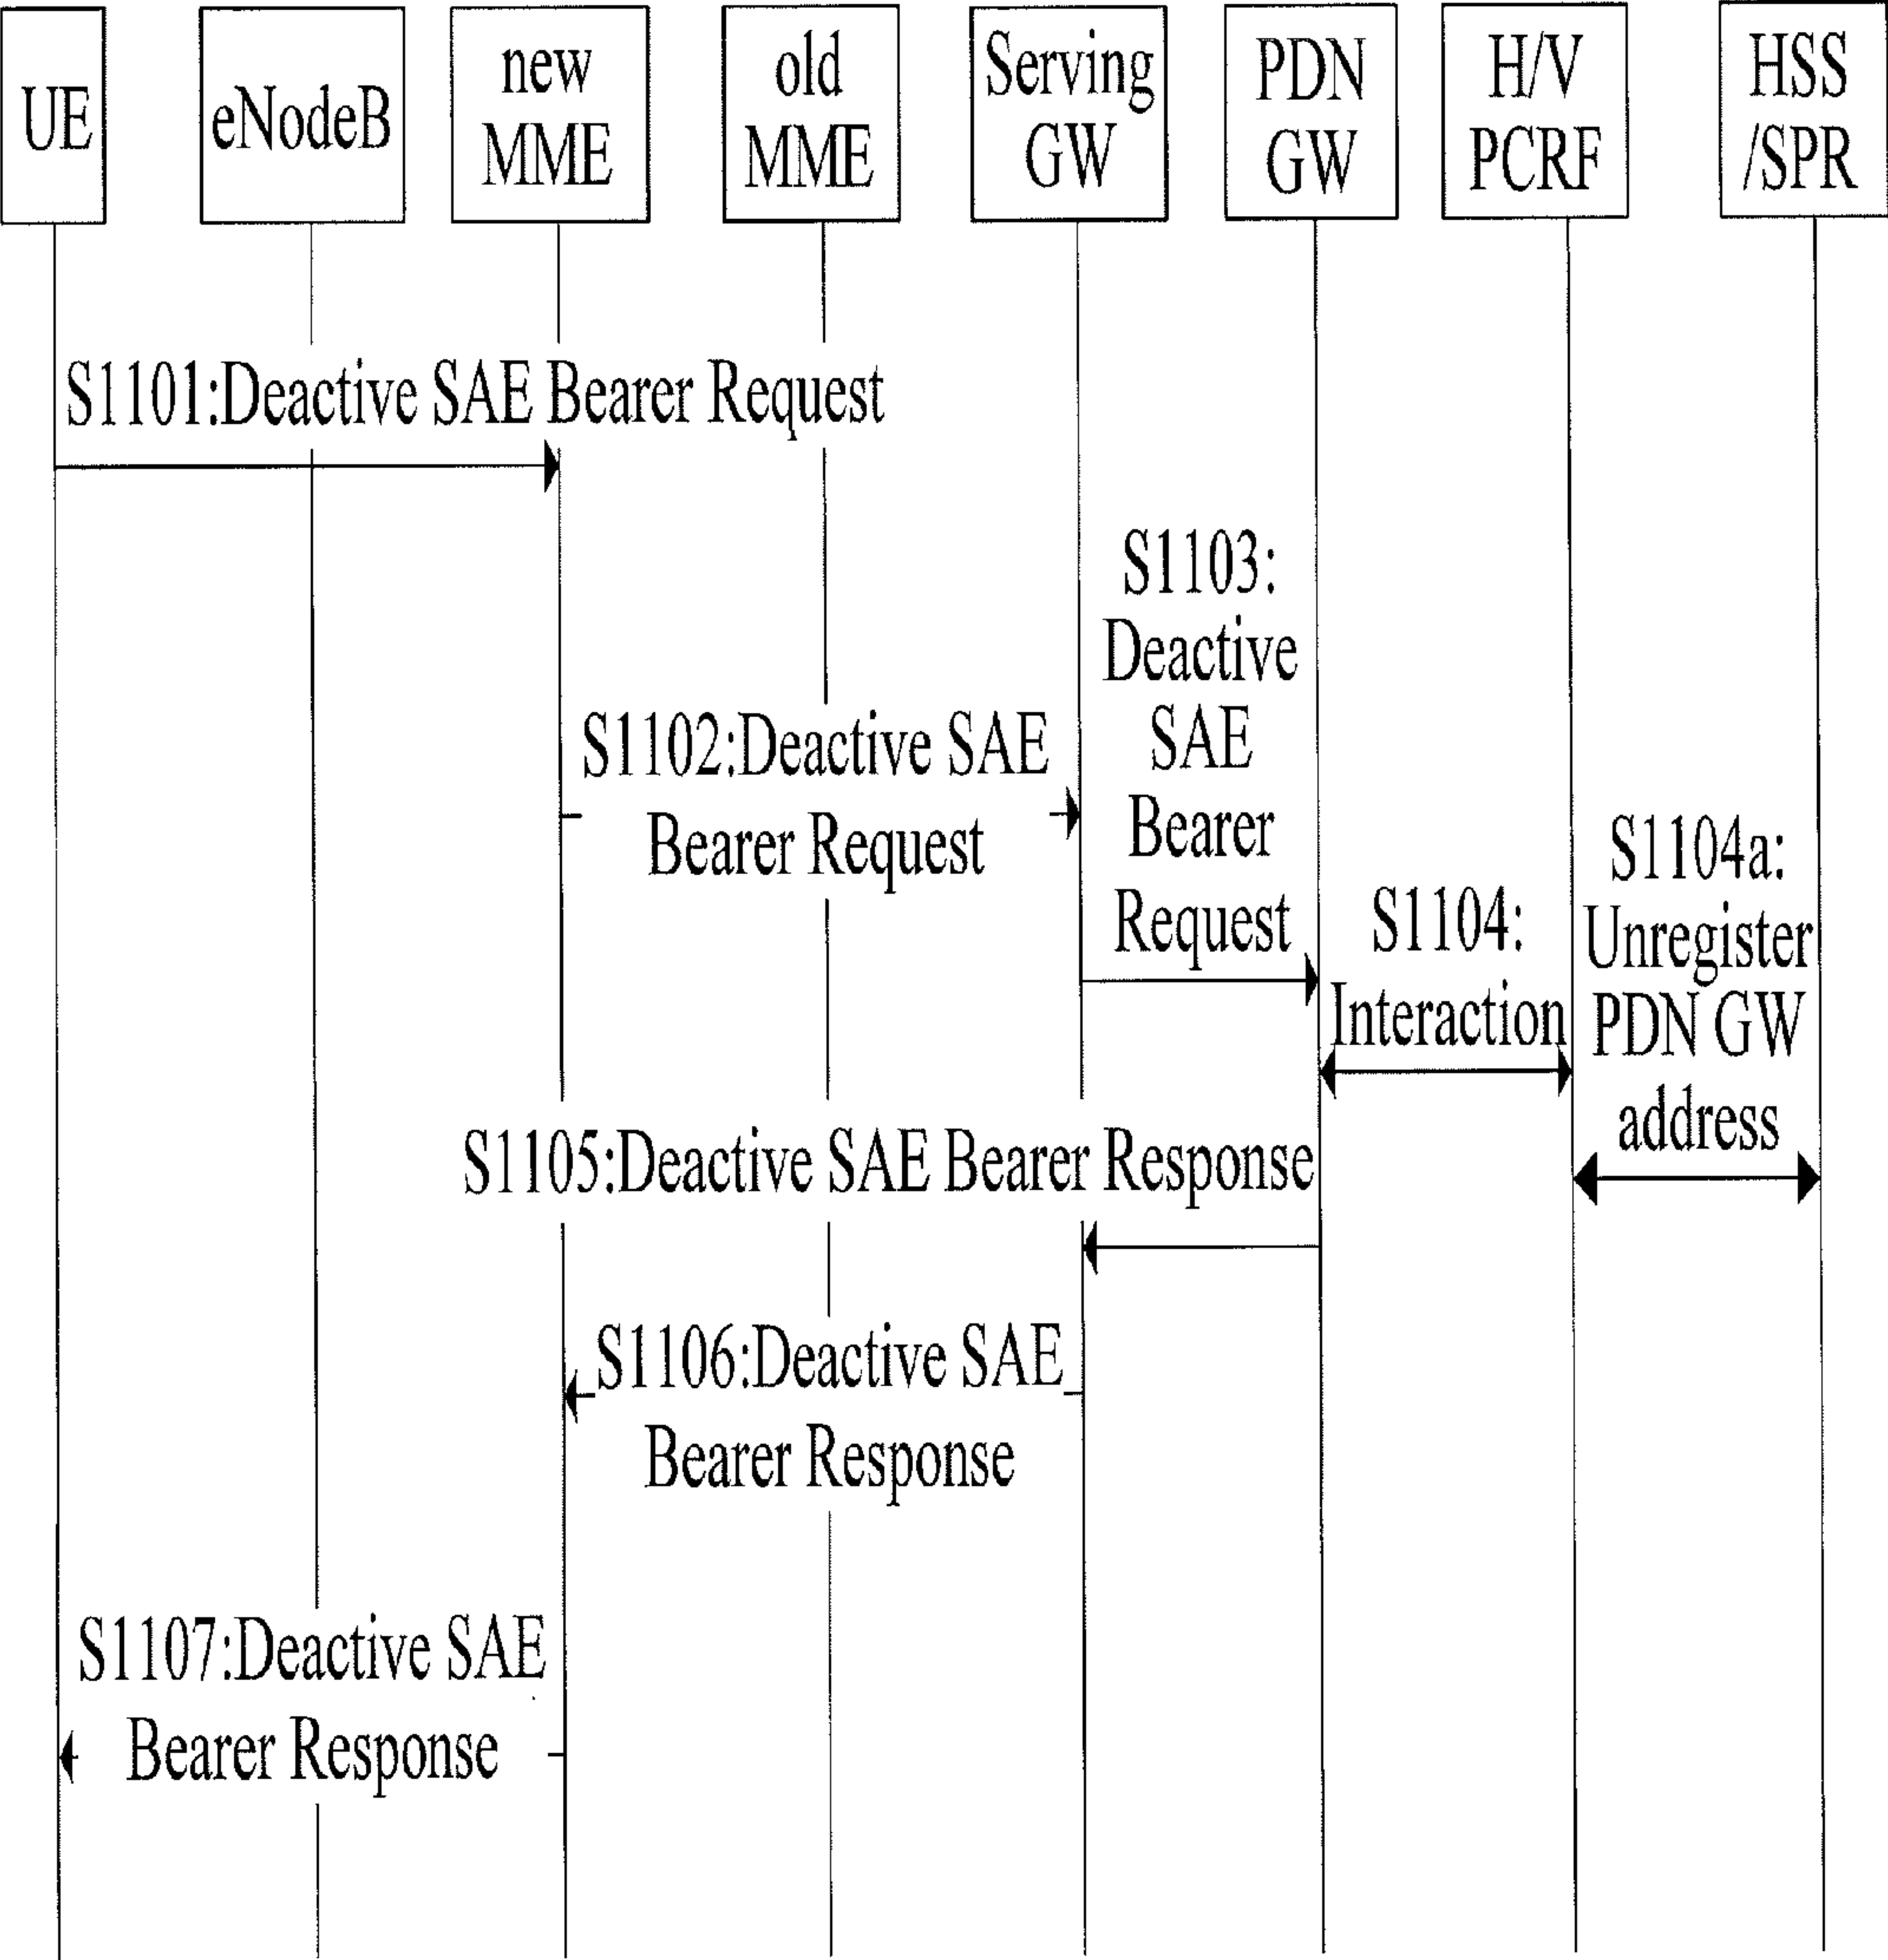 UE
eNodeB
new
MME
old
MME
Serving
GW
PDN
GW
H/V
PCRF
HSS
/SPR
S1101:Deactive SAE Bearer Request
S1102:Deactive SAE
Bearer Request
S1103:
Deactive
SAE
Bearer
Request
S1104:
Interaction
S1104a:
Unregister
PDN GW
address
S1105:Deactive SAE Bearer Response
S1106:Deactive SAE
Bearer Response
S1107:Deactive SAE
Bearer Response